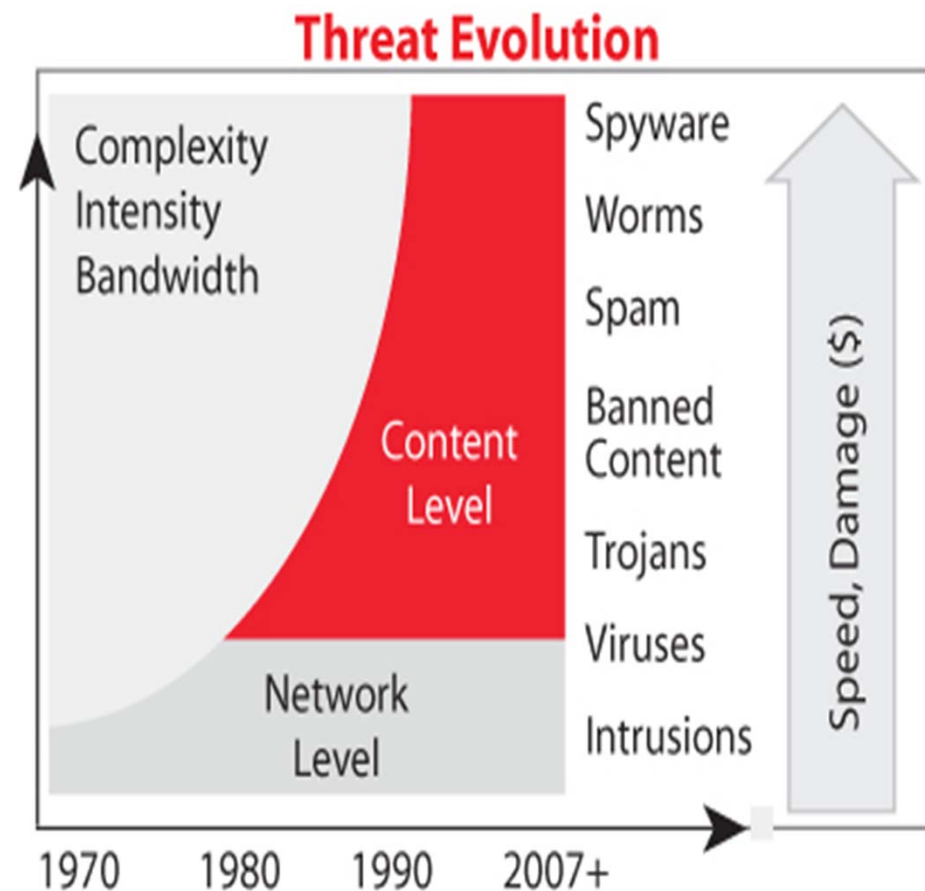 Threat Evolution
Complexity
Intensity
Bandwidth
Content
Level
Network
Level
Spyware
Worms
Spam
Banned
Content
Trojans
Viruses
Intrusions
Speed, Damage ($)
1970 1980 1990 2007+